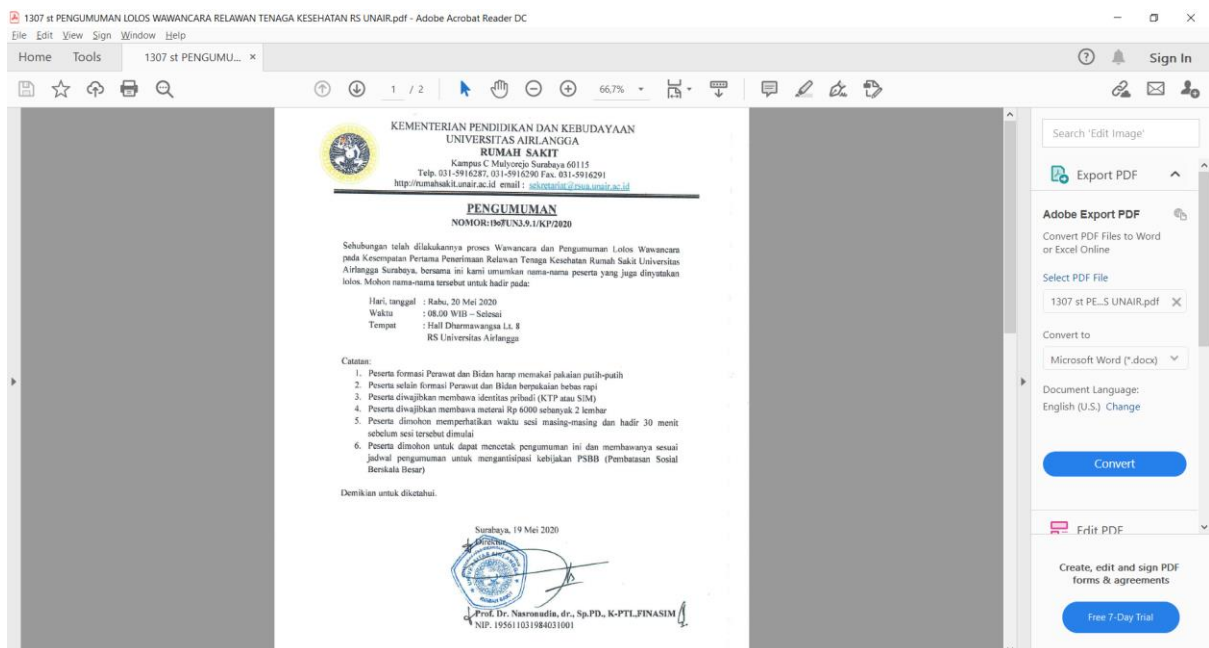 1307 st PENGUMUMAN LOLOS WAWANCARA RELAWAN TENAGA KESEHATAN RS UNAIR.pdf - Adobe Acrobat Reader DC
File Edit View Sign Window Help
Home Tools 1307 st PENGUMU... ×
Sign In
1 / 2 66,7%
KEMENTERIAN PENDIDIKAN DAN KEBUDAYAAN
UNIVERSITAS AIRLANGGA
RUMAH SAKIT
Kampus C Mulyorejo Surabaya 60115
Telp. 031-5916287, 031-5916290 Fax. 031-5916291
http://rumahsakit.unair.ac.id email : sekretariat@rsua.unair.ac.id
PENGUMUMAN
NOMOR: 1307/UN3.9.1/KP/2020
Sehubungan telah dilakukannya proses Wawancara dan Pengumuman Lolos Wawancara
pada Kesempatan Pertama Penerimaan Relawan Tenaga Kesehatan Rumah Sakit Universitas
Airlangga Surabaya, bersama ini kami umumkan nama-nama peserta yang juga dinyatakan
lolos. Mohon nama-nama tersebut untuk hadir pada:
Hari, tanggal : Rabu, 20 Mei 2020
Waktu : 08.00 WIB – Selesai
Tempat : Hall Dharmawangsa Lt. 8
RS Universitas Airlangga
Catatan:
1. Peserta formasi Perawat dan Bidan harap memakai pakaian putih-putih
2. Peserta selain formasi Perawat dan Bidan berpakaian bebas rapi
3. Peserta diwajibkan membawa identitas pribadi (KTP atau SIM)
4. Peserta diwajibkan membawa meterai Rp 6000 sebanyak 2 lembar
5. Peserta dimohon memperhatikan waktu sesi masing-masing dan hadir 30 menit
sebelum sesi tersebut dimulai
6. Peserta dimohon untuk dapat mencetak pengumuman ini dan membawanya sesuai
jadwal pengumuman untuk mengantisipasi kebijakan PSBB (Pembatasan Sosial
Berskala Besar)
Demikian untuk diketahui.
Surabaya, 19 Mei 2020
Direktur,
Prof. Dr. Nasronudin, dr., Sp.PD., K-PTI.,FINASIM
NIP. 195611031984031001
Search 'Edit Image'
Export PDF
Adobe Export PDF
Convert PDF Files to Word
or Excel Online
Select PDF File
1307 st PE...S UNAIR.pdf ×
Convert to
Microsoft Word (*.docx)
Document Language:
English (U.S.) Change
Convert
Edit PDF
Create, edit and sign PDF
forms & agreements
Free 7-Day Trial